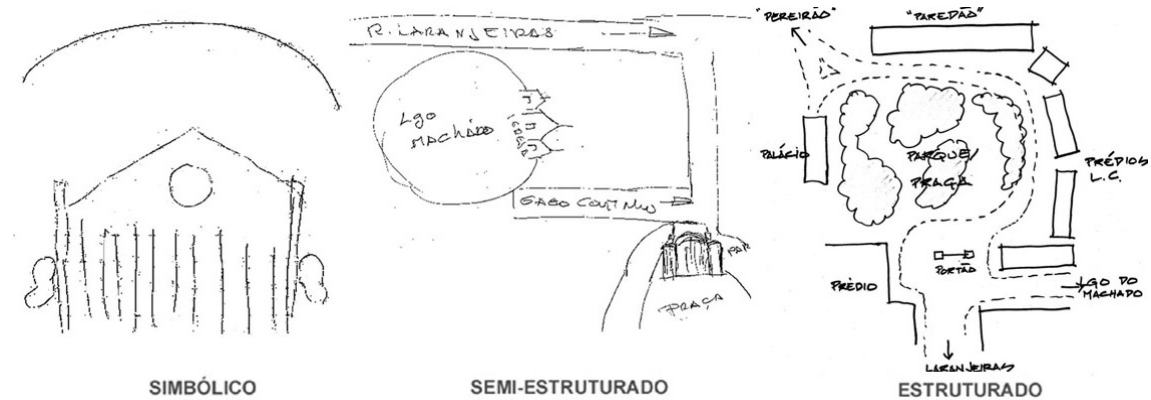 R. LARANJEIRAS
LGO
MACHADO
IGREJA
GAGO COUTINHO
PAR
PRAÇA
"PEREIRÃO"
"PAREDÃO"
PALÁCIO
PARQUE/
PRAÇA
PRÉDIOS
L.C.
PORTÃO
PRÉDIO
LGO DO
MACHADO
LARANJEIRAS
SIMBÓLICO
SEMI-ESTRUTURADO
ESTRUTURADO